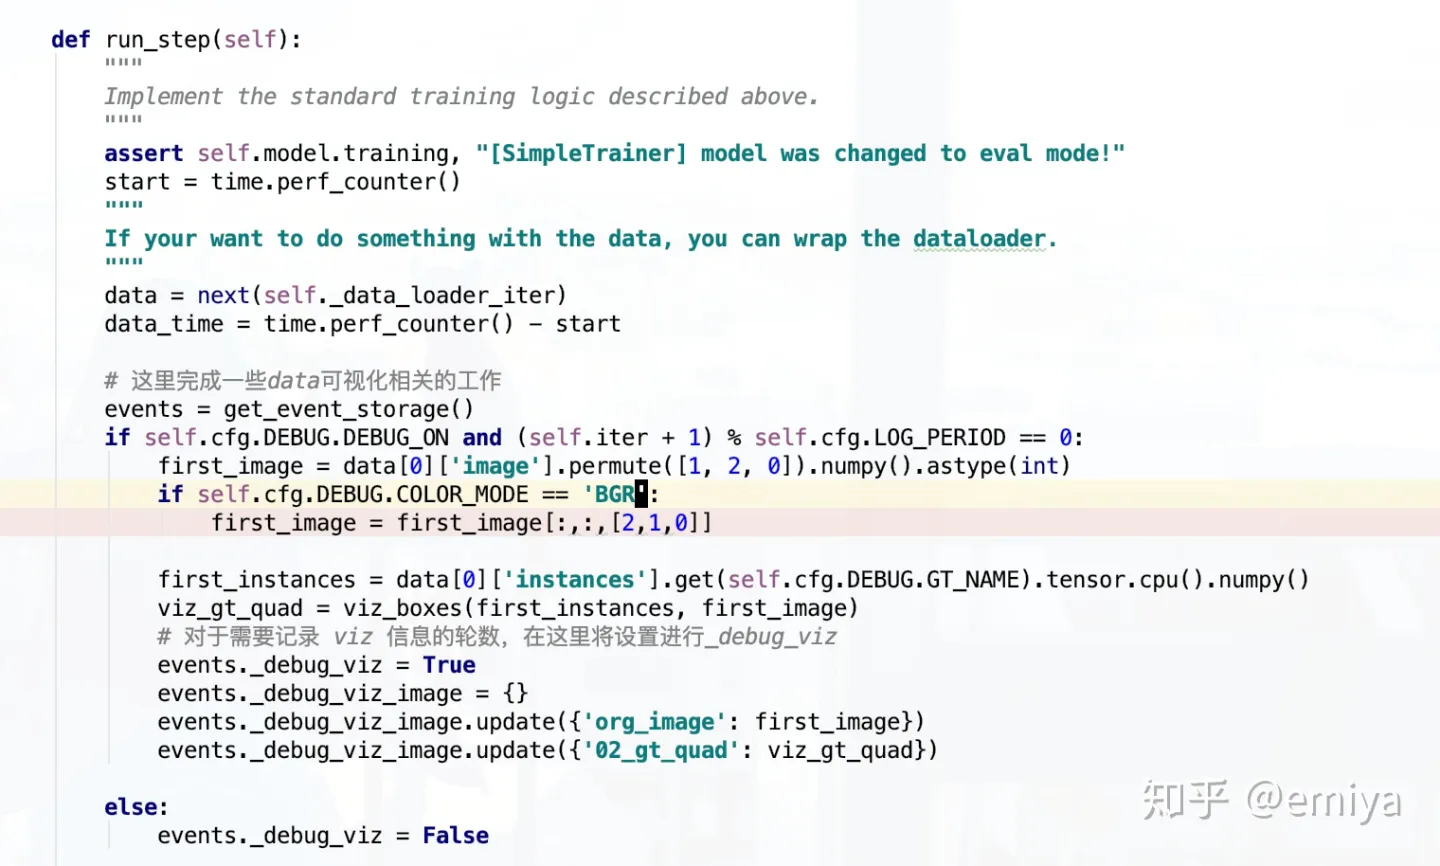 def run_step(self):
"""
Implement the standard training logic described above.
"""
assert self.model.training, "[SimpleTrainer] model was changed to eval mode!"
start = time.perf_counter()
"""
If your want to do something with the data, you can wrap the dataloader.
"""
data = next(self._data_loader_iter)
data_time = time.perf_counter() - start
# 这里完成一些data可视化相关的工作
events = get_event_storage()
if self.cfg.DEBUG.DEBUG_ON and (self.iter + 1) % self.cfg.LOG_PERIOD == 0:
first_image = data[0]['image'].permute([1, 2, 0]).numpy().astype(int)
if self.cfg.DEBUG.COLOR_MODE == 'BGR':
first_image = first_image[:,:,[2,1,0]]
first_instances = data[0]['instances'].get(self.cfg.DEBUG.GT_NAME).tensor.cpu().numpy()
viz_gt_quad = viz_boxes(first_instances, first_image)
# 对于需要记录 viz 信息的轮数，在这里将设置进行_debug_viz
events._debug_viz = True
events._debug_viz_image = {}
events._debug_viz_image.update({'org_image': first_image})
events._debug_viz_image.update({'02_gt_quad': viz_gt_quad})
else:
events._debug_viz = False
知乎 @emiya